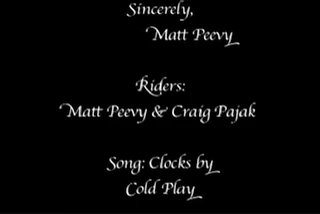 Sincerely,
Matt Peevy
Riders:
Matt Peevy & Craig Pajak
Song: Clocks by
Cold Play